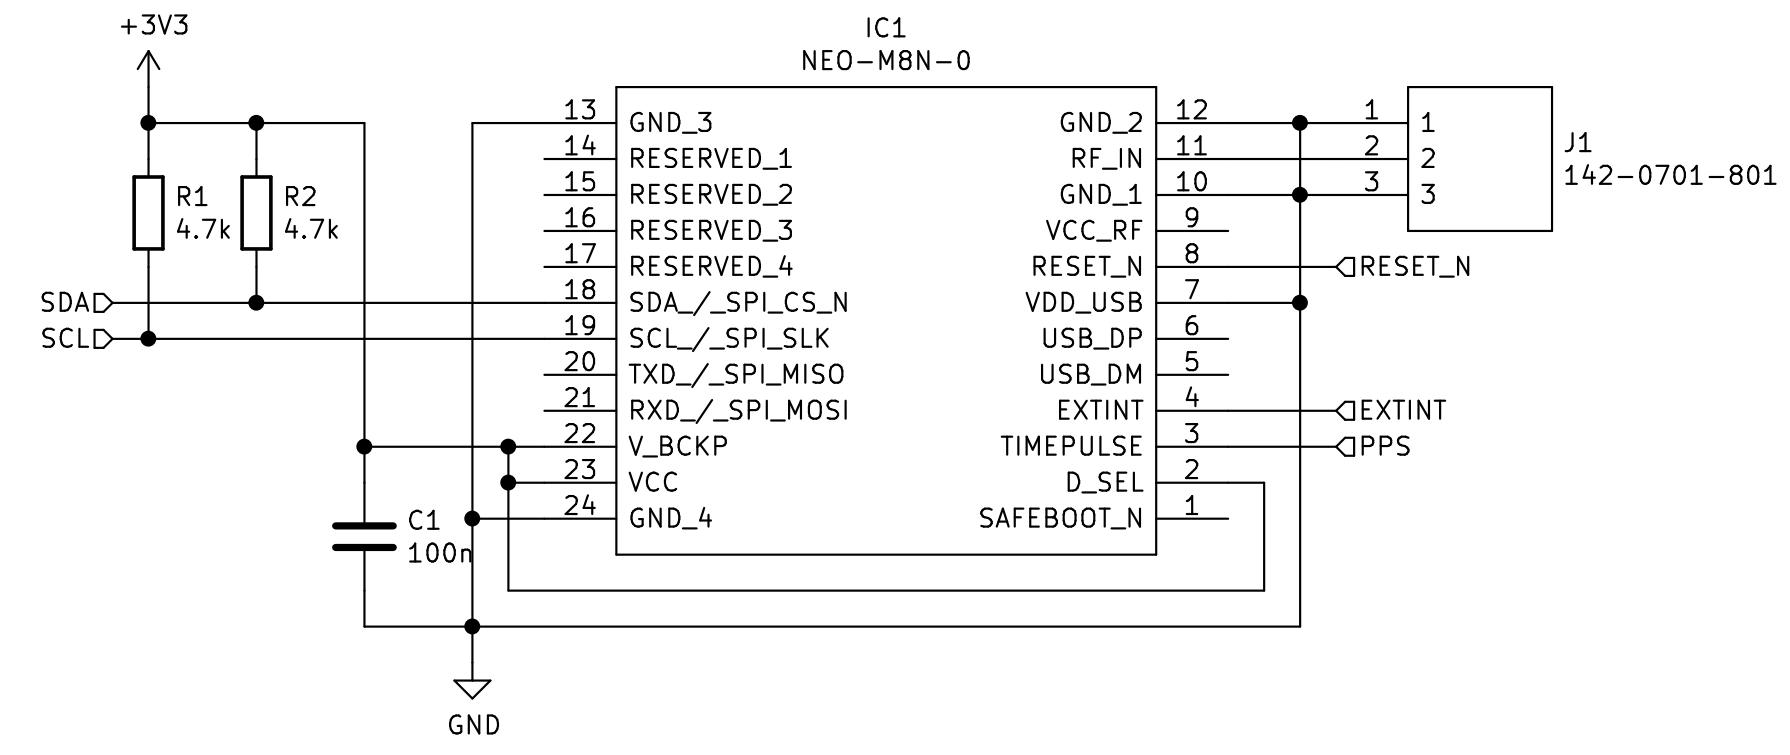 +3V3
IC1
NEO-M8N-0
R1
4.7k
R2
4.7k
SDA
SCL
C1
100n
GND
13 GND_3
14 RESERVED_1
15 RESERVED_2
16 RESERVED_3
17 RESERVED_4
18 SDA_/_SPI_CS_N
19 SCL_/_SPI_SLK
20 TXD_/_SPI_MISO
21 RXD_/_SPI_MOSI
22 V_BCKP
23 VCC
24 GND_4
GND_2 12
RF_IN 11
GND_1 10
VCC_RF 9
RESET_N 8
VDD_USB 7
USB_DP 6
USB_DM 5
EXTINT 4
TIMEPULSE 3
D_SEL 2
SAFEBOOT_N 1
1 1
2 2
3 3
J1
142-0701-801
RESET_N
EXTINT
PPS